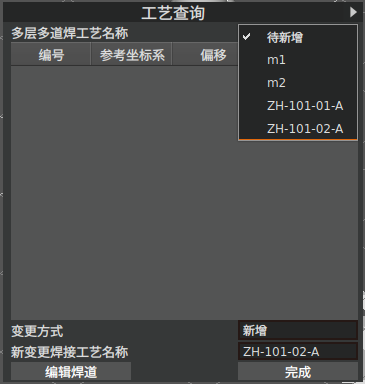 工艺查询
多层多道焊工艺名称
待新增
编号 参考坐标系 偏移
m1
m2
ZH-101-01-A
ZH-101-02-A
变更方式 新增
新变更焊接工艺名称 ZH-101-02-A
编辑焊道 完成